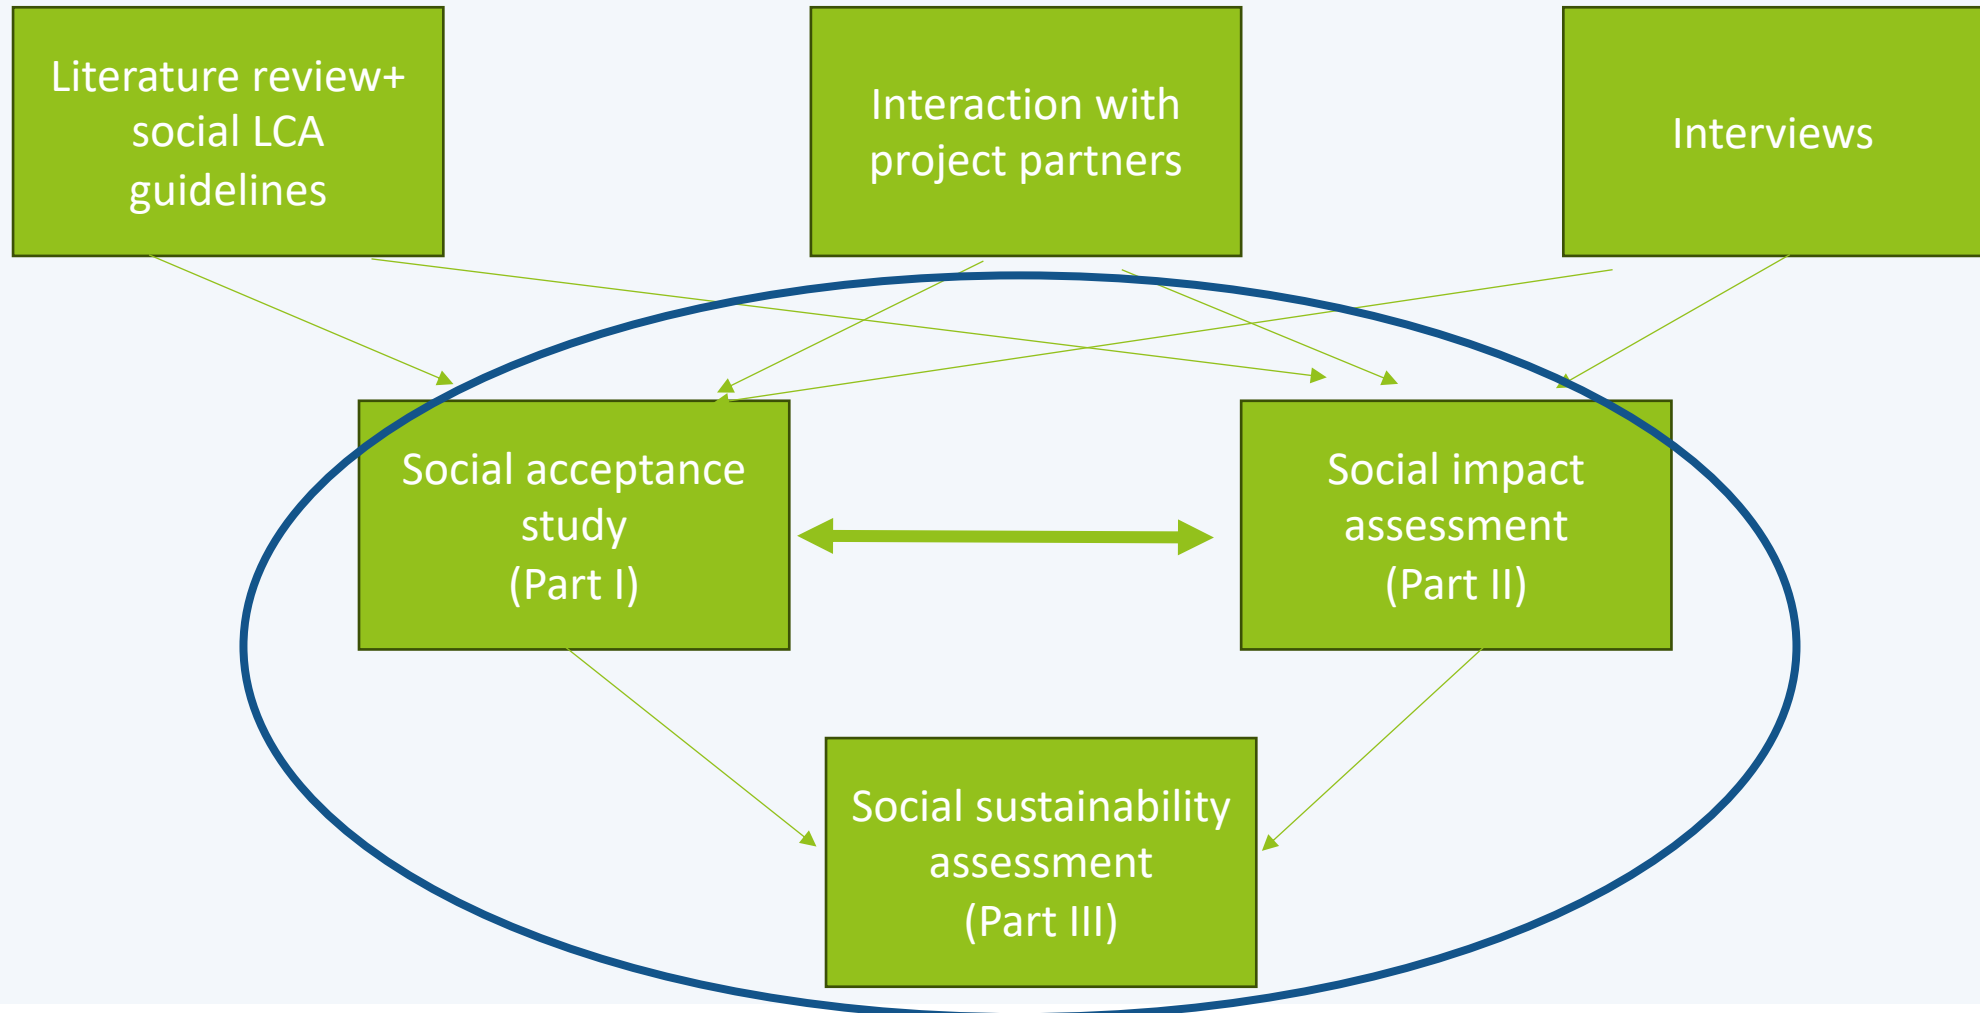 Literature review+
social LCA
guidelines
Interaction with
project partners
Interviews
Social acceptance
study
(Part I)
Social impact
assessment
(Part II)
Social sustainability
assessment
(Part III)